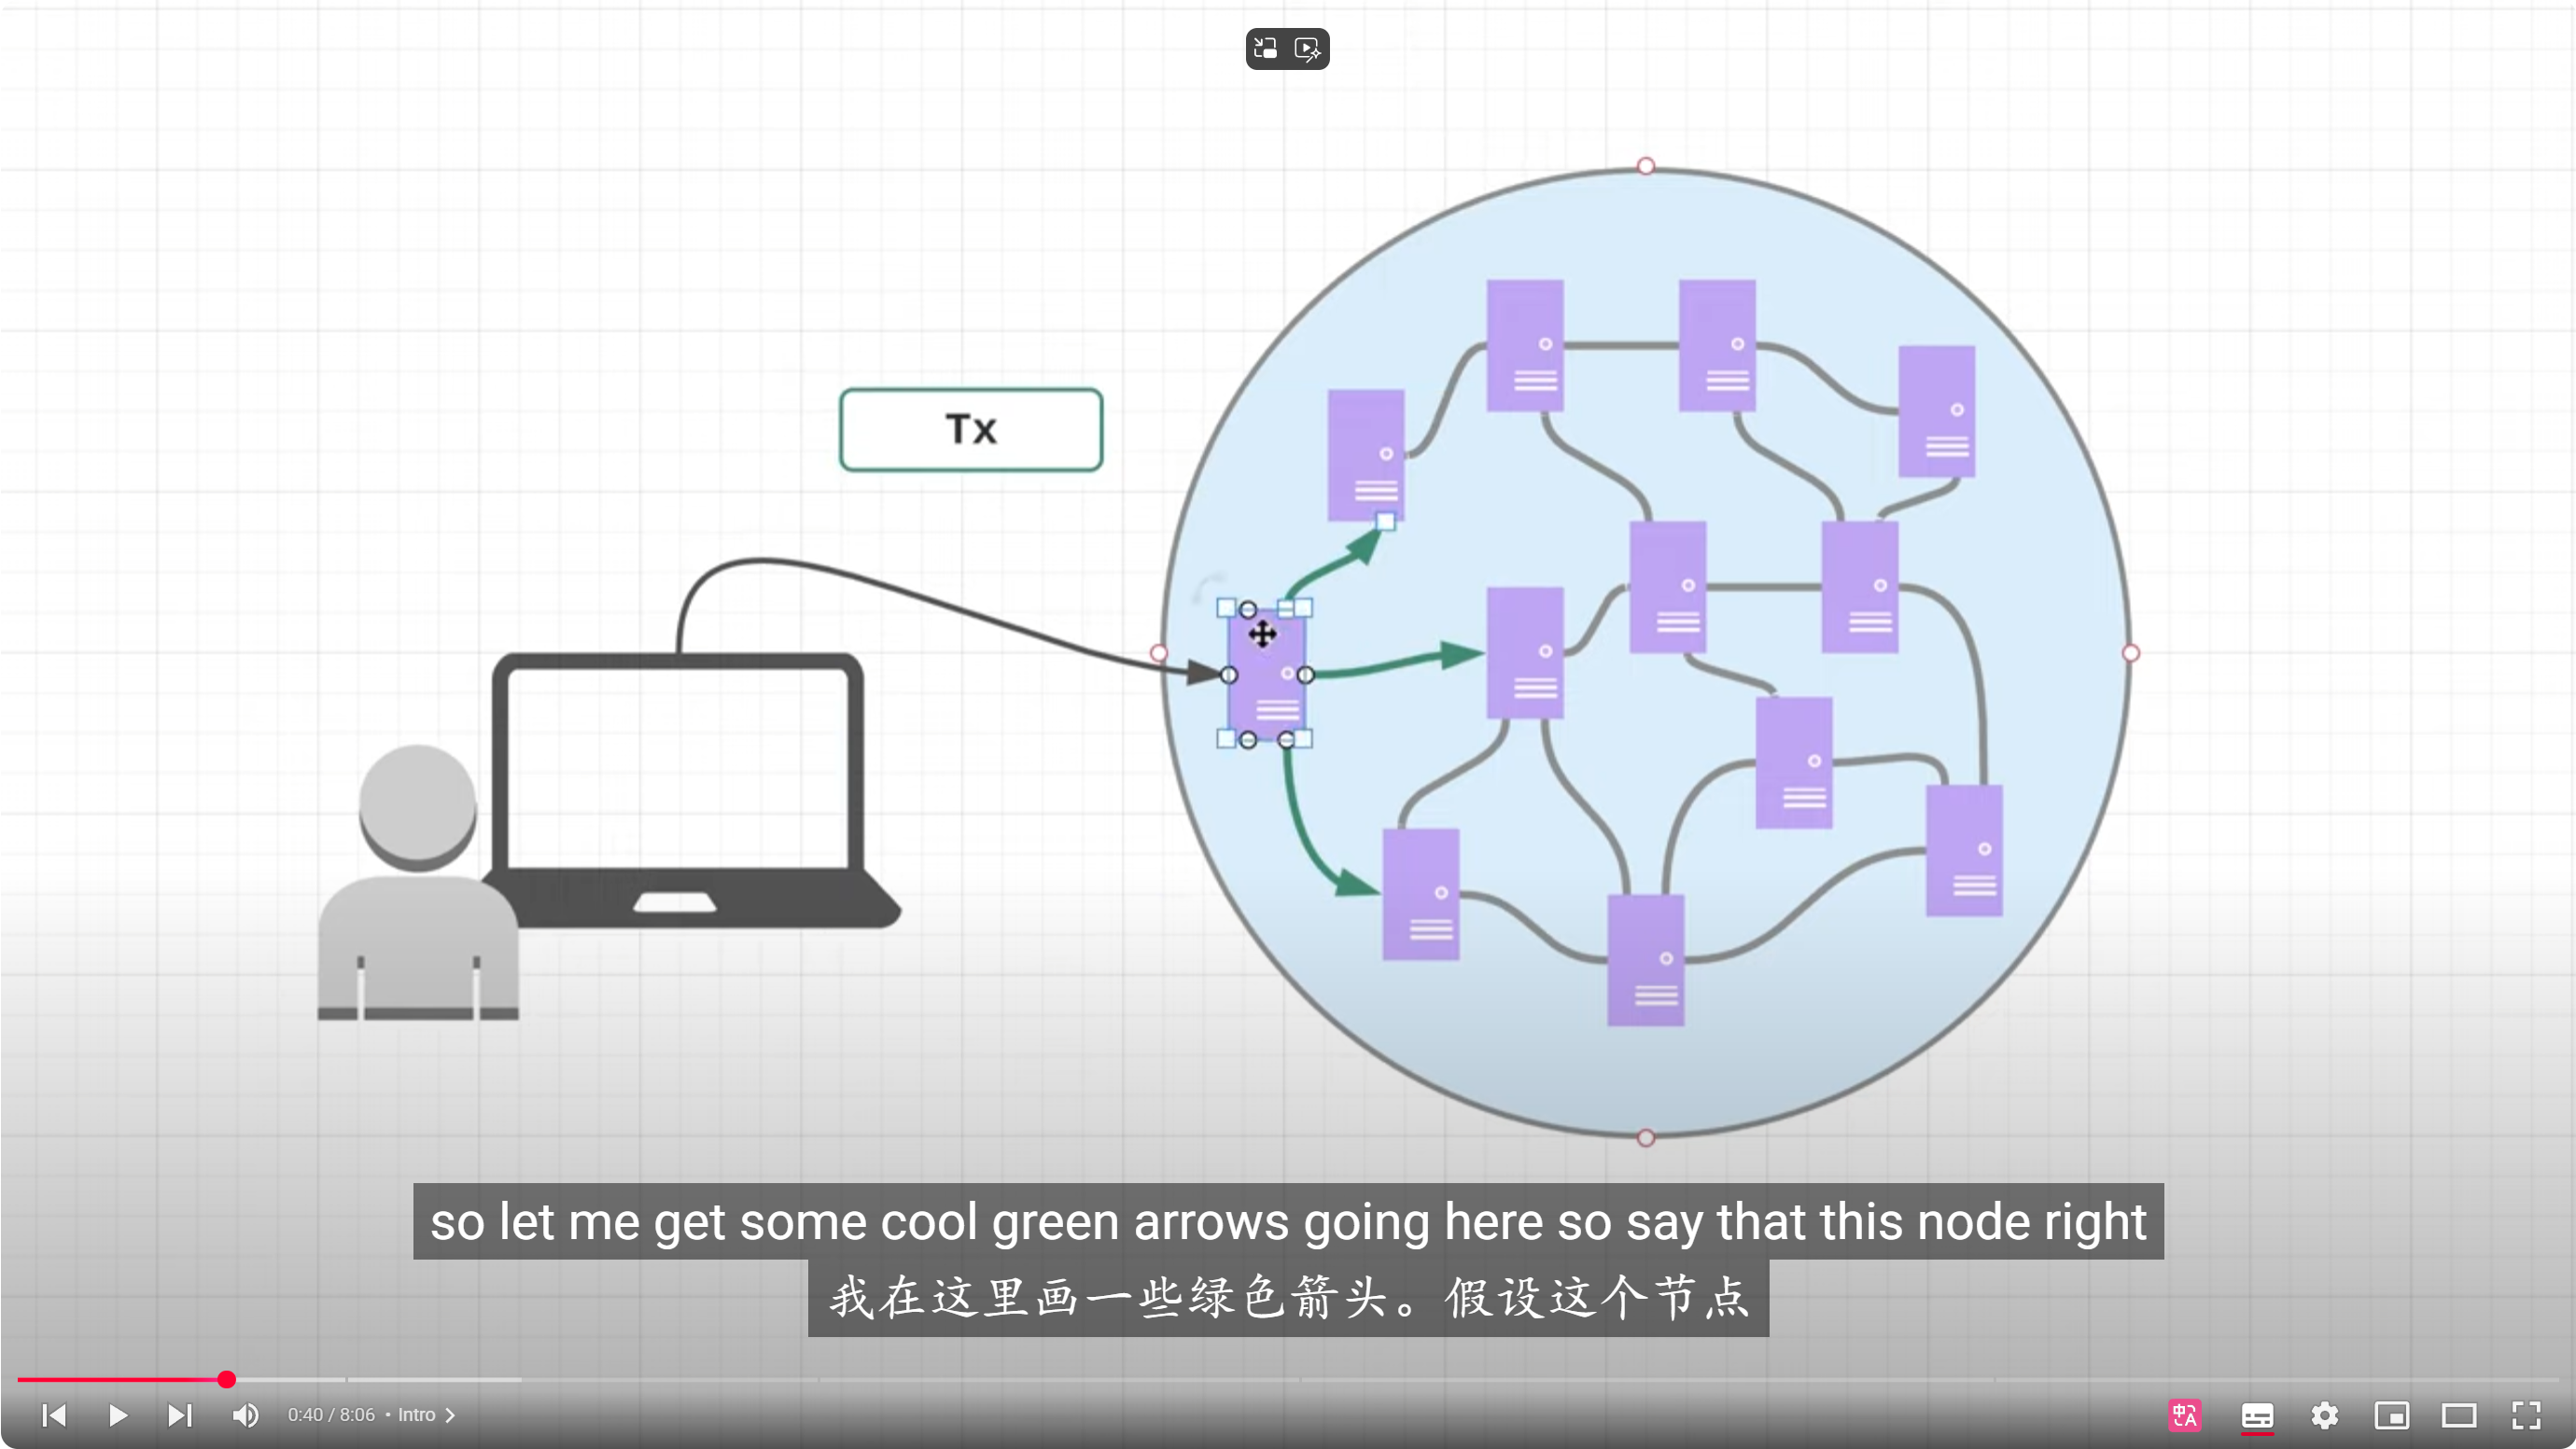 Tx
so let me get some cool green arrows going here so say that this node right
我在这里画一些绿色箭头。假设这个节点
0:40 / 8:06 • Intro
中A